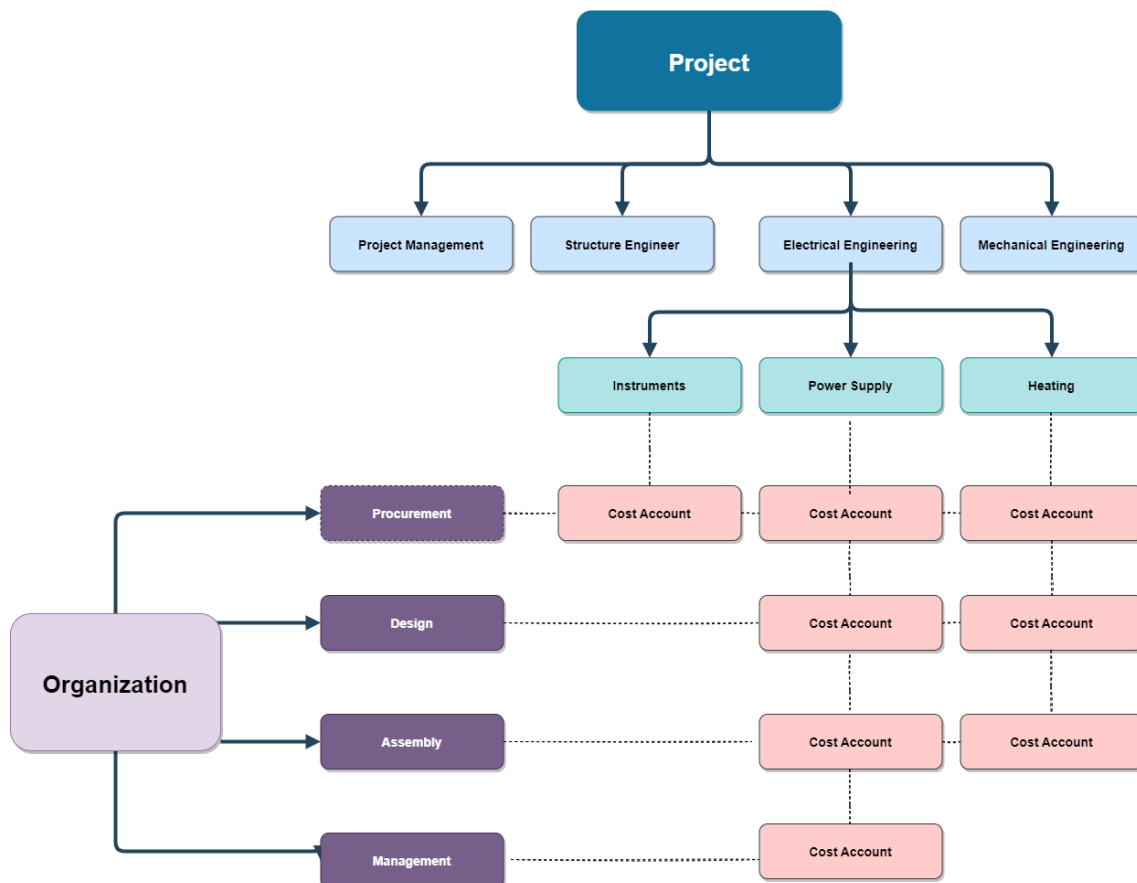 Project
Project Management
Structure Engineer
Electrical Engineering
Mechanical Engineering
Instruments
Power Supply
Heating
Procurement
Cost Account
Cost Account
Cost Account
Design
Cost Account
Cost Account
Organization
Assembly
Cost Account
Cost Account
Management
Cost Account